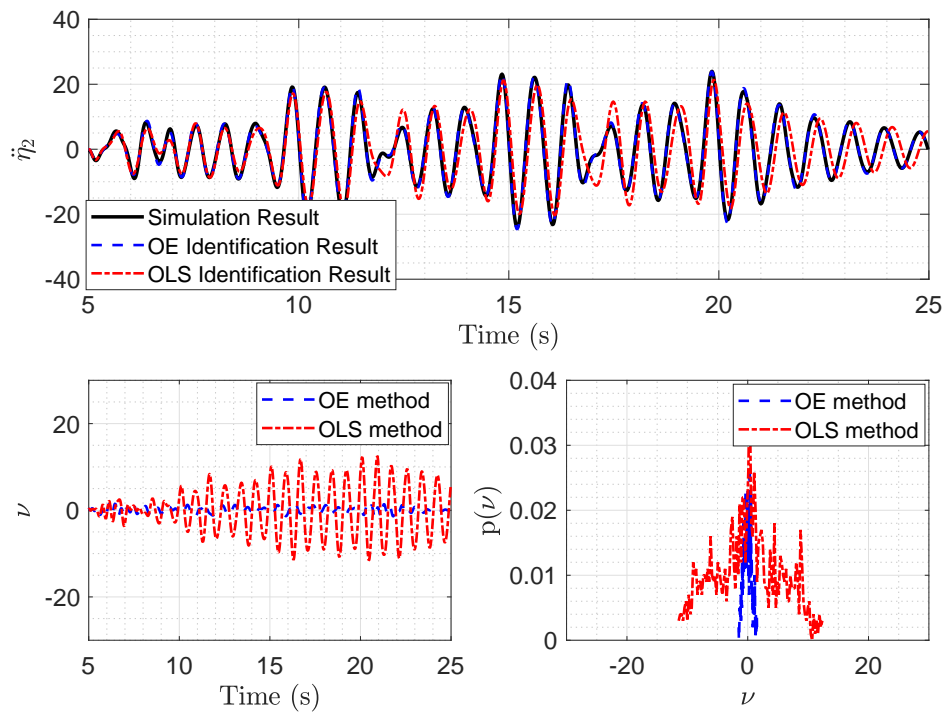 40
20
0
-20
-40
η̈₂
Simulation Result
OE Identification Result
OLS Identification Result
5 10 15 20 25
Time (s)
20
0
-20
ν
OE method
OLS method
5 10 15 20 25
Time (s)
0.04
0.03
0.02
0.01
0
p(ν)
OE method
OLS method
-20 0 20
ν